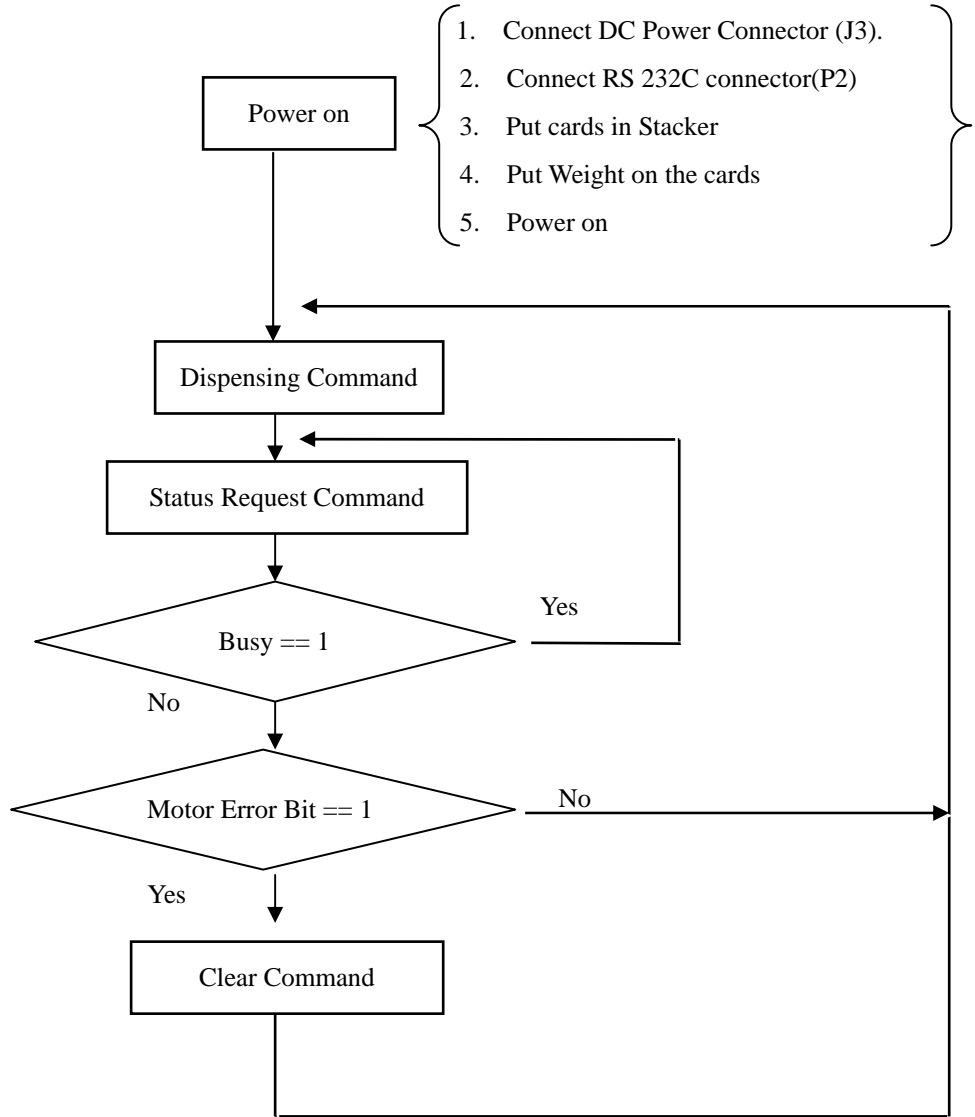 1. Connect DC Power Connector (J3).
2. Connect RS 232C connector(P2)
Power on
3. Put cards in Stacker
4. Put Weight on the cards
5. Power on
Dispensing Command
Status Request Command
Yes
Busy == 1
No
Motor Error Bit == 1
No
Yes
Clear Command